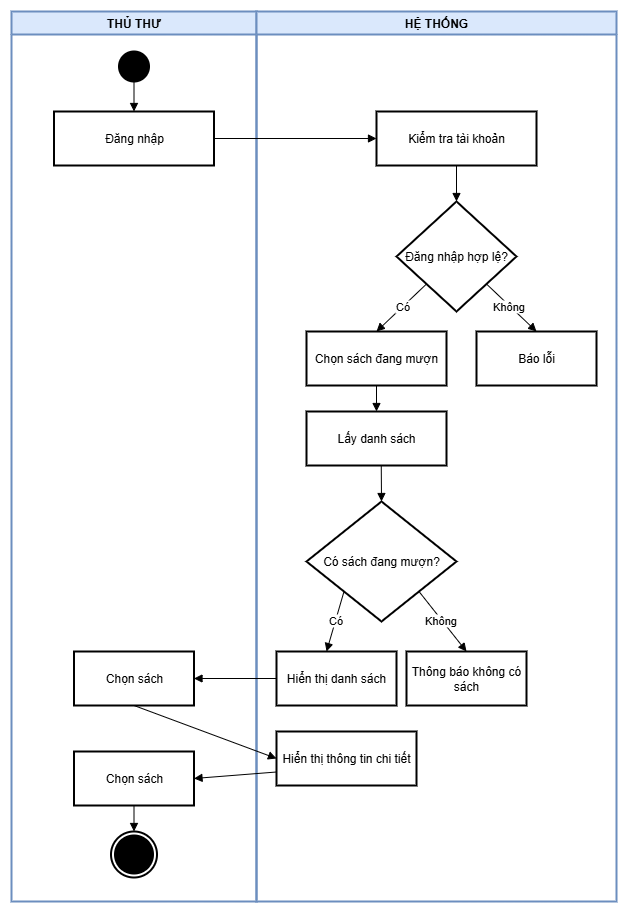 THỦ THƯ
HỆ THỐNG
Đăng nhập
Kiểm tra tài khoản
Đăng nhập hợp lệ?
Có
Không
Chọn sách đang mượn
Báo lỗi
Lấy danh sách
Có sách đang mượn?
Có
Không
Chọn sách
Hiển thị danh sách
Thông báo không có
sách
Hiển thị thông tin chi tiết
Chọn sách